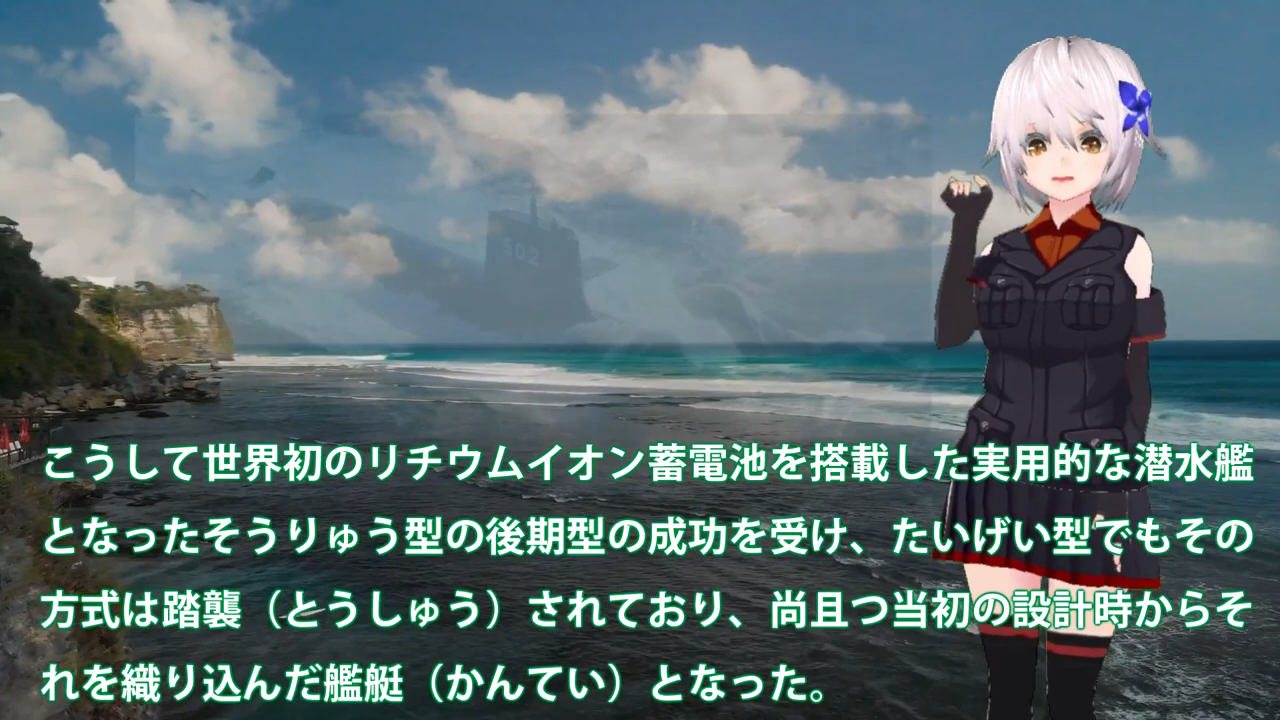 502
こうして世界初のリチウムイオン蓄電池を搭載した実用的な潜水艦
となったそうりゅう型の後期型の成功を受け、たいげい型でもその
方式は踏襲（とうしゅう）されており、尚且つ当初の設計時からそ
れを織り込んだ艦艇（かんてい）となった。